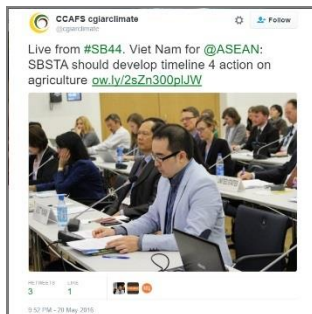 CCAFS cgiarclimate
@cgiarclimate
Follow
Live from #SB44. Viet Nam for @ASEAN:
SBSTA should develop timeline 4 action on
agriculture ow.ly/2sZn300plJW
RETWEETS
LIKE
3
1
9:52 PM - 20 May 2016